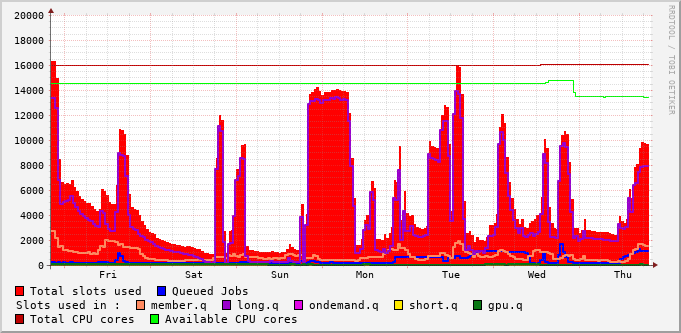 20000
18000
16000
14000
12000
10000
8000
6000
4000
2000
0
Fri Sat Sun Mon Tue Wed Thu
RRDTOOL / TOBI OETIKER
Total slots used Queued Jobs
Slots used in : member.q long.q ondemand.q short.q gpu.q
Total CPU cores Available CPU cores